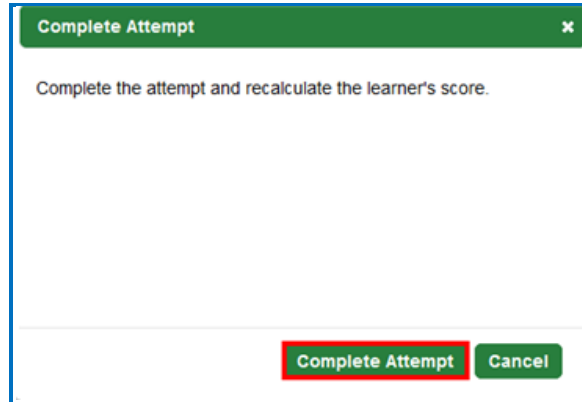 Complete Attempt
Complete the attempt and recalculate the learner's score.
Complete Attempt Cancel